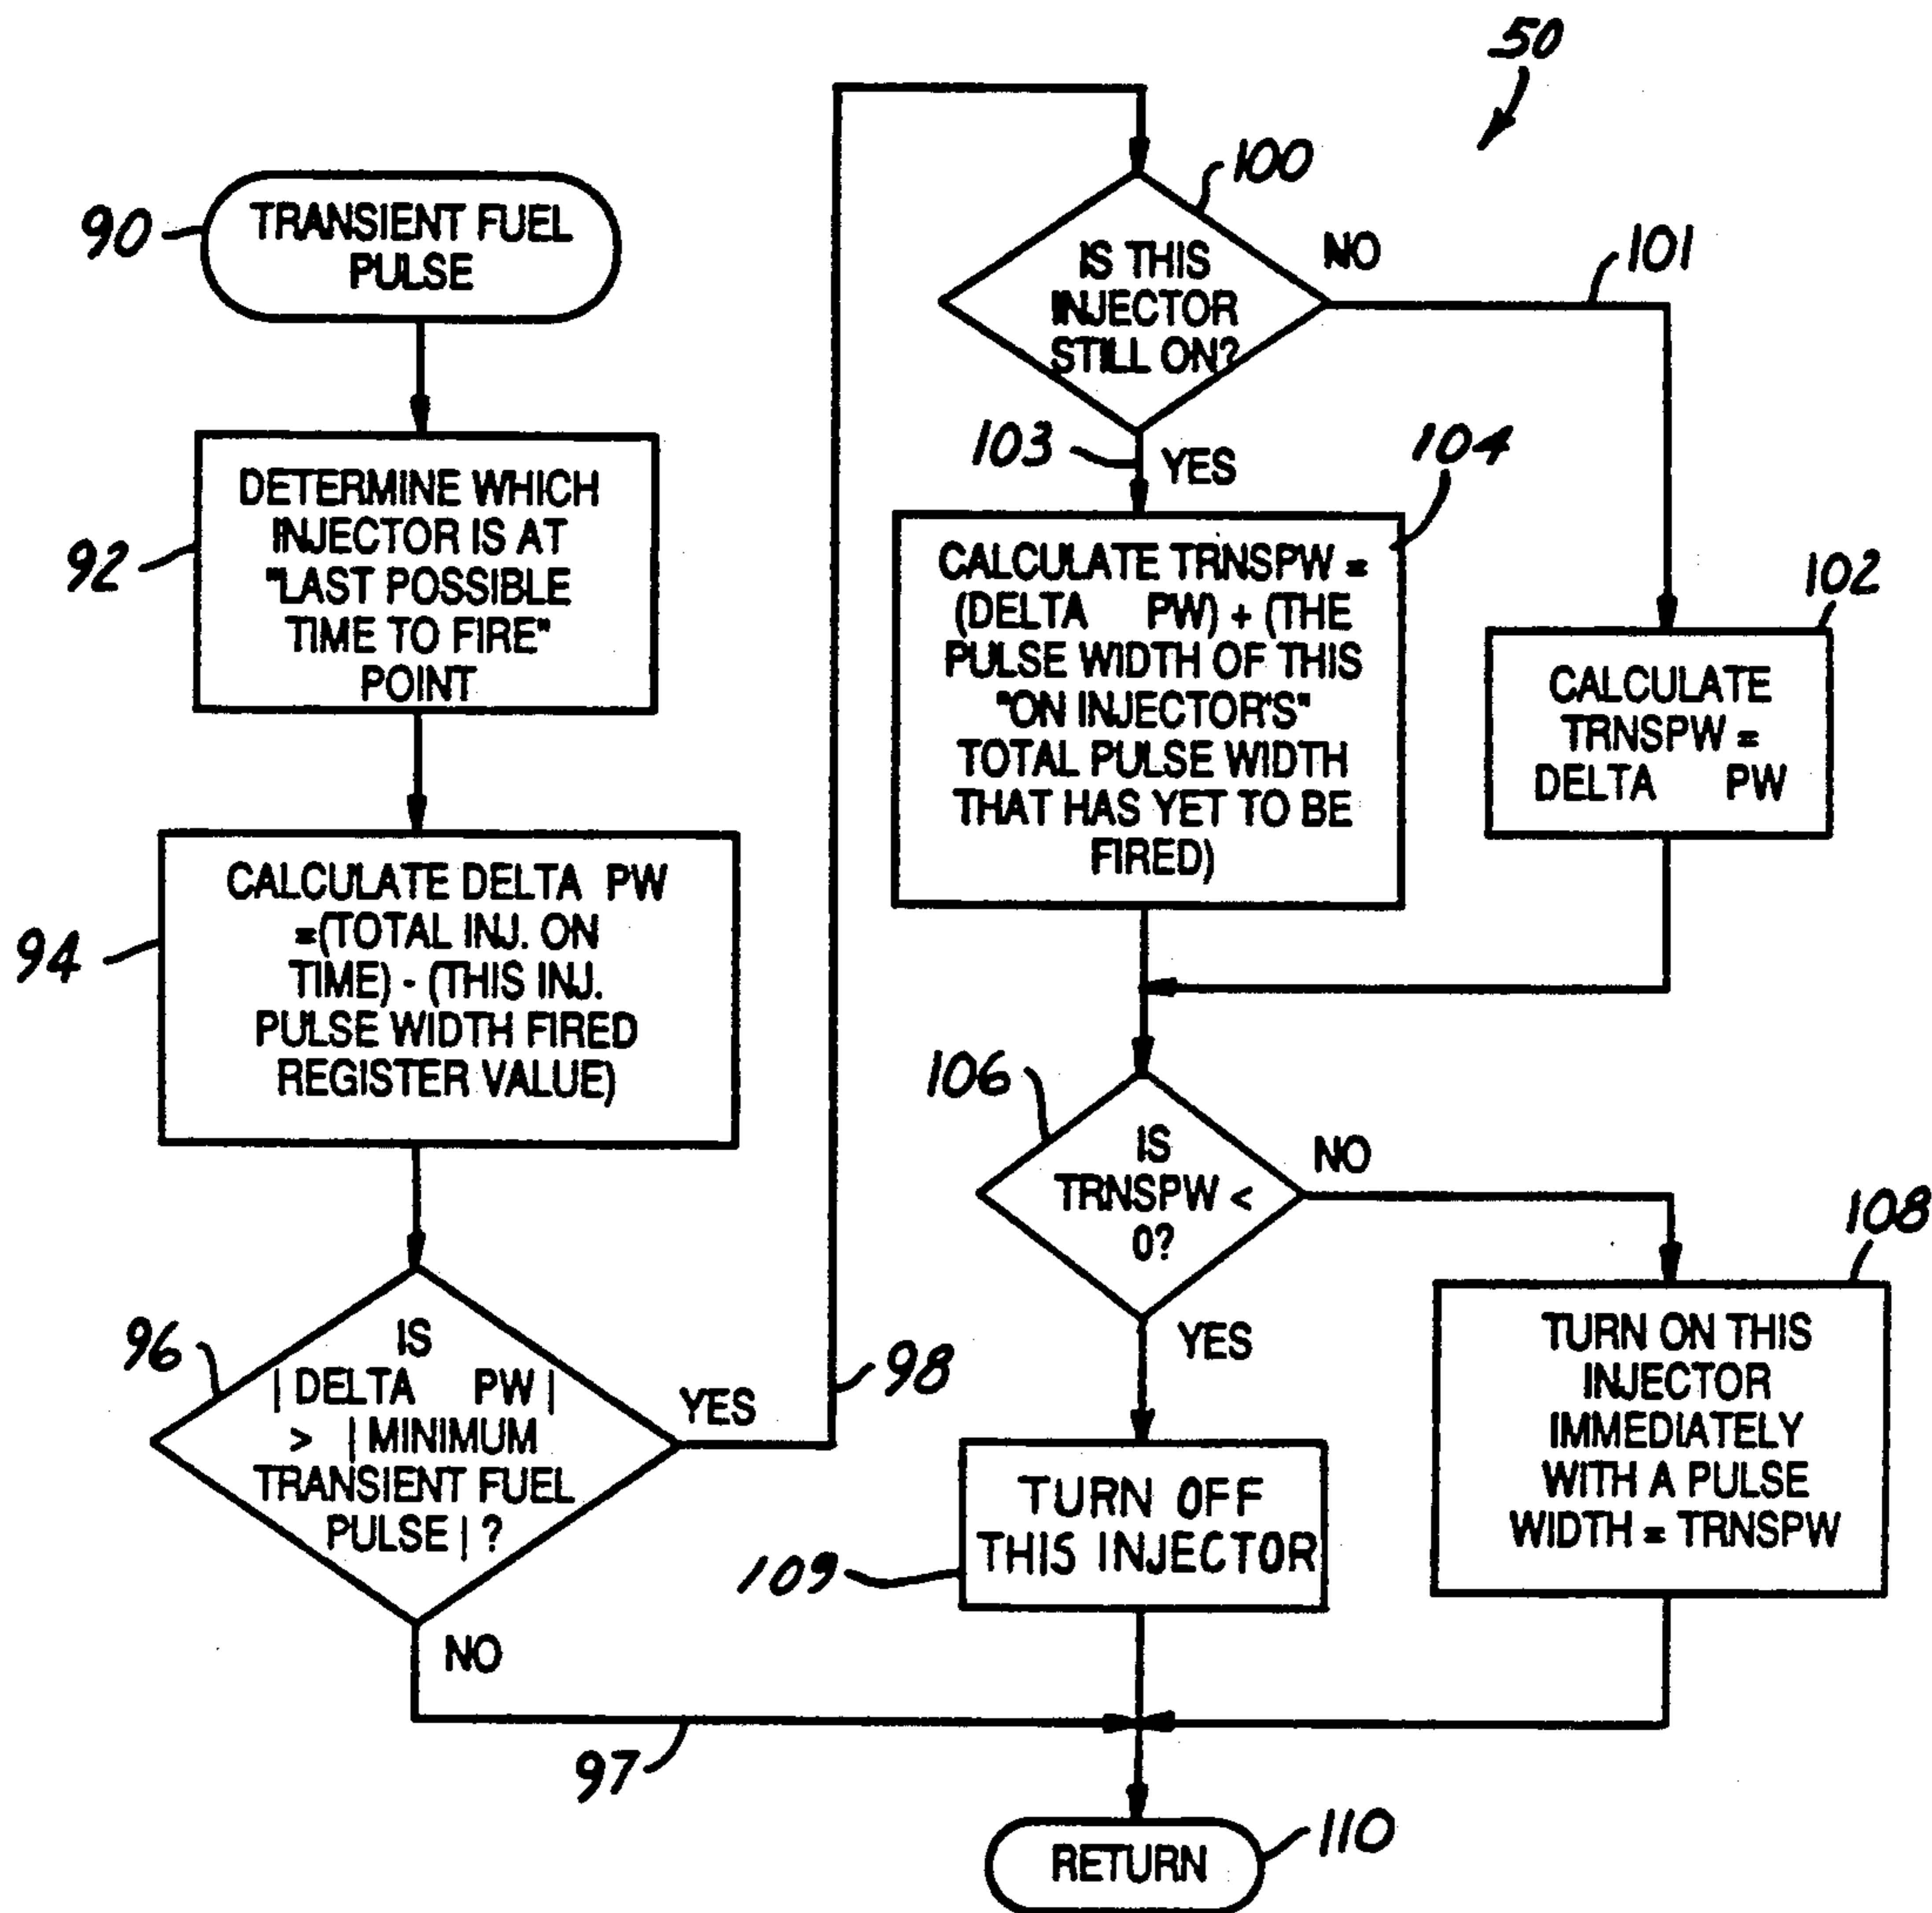 50
90
TRANSIENT FUEL
PULSE
92
DETERMINE WHICH
INJECTOR IS AT
"LAST POSSIBLE
TIME TO FIRE"
POINT
94
CALCULATE DELTA PW
=(TOTAL INJ. ON
TIME) - (THIS INJ.
PULSE WIDTH FIRED
REGISTER VALUE)
96
IS
| DELTA PW |
> | MINIMUM
TRANSIENT FUEL
PULSE | ?
YES
98
NO
97
100
IS THIS
INJECTOR
STILL ON?
NO
101
103
YES
104
CALCULATE TRNSPW =
(DELTA PW) + (THE
PULSE WIDTH OF THIS
"ON INJECTOR'S"
TOTAL PULSE WIDTH
THAT HAS YET TO BE
FIRED)
102
CALCULATE
TRNSPW =
DELTA PW
106
IS
TRNSPW <
0?
NO
YES
108
TURN ON THIS
INJECTOR
IMMEDIATELY
WITH A PULSE
WIDTH = TRNSPW
109
TURN OFF
THIS INJECTOR
RETURN
110